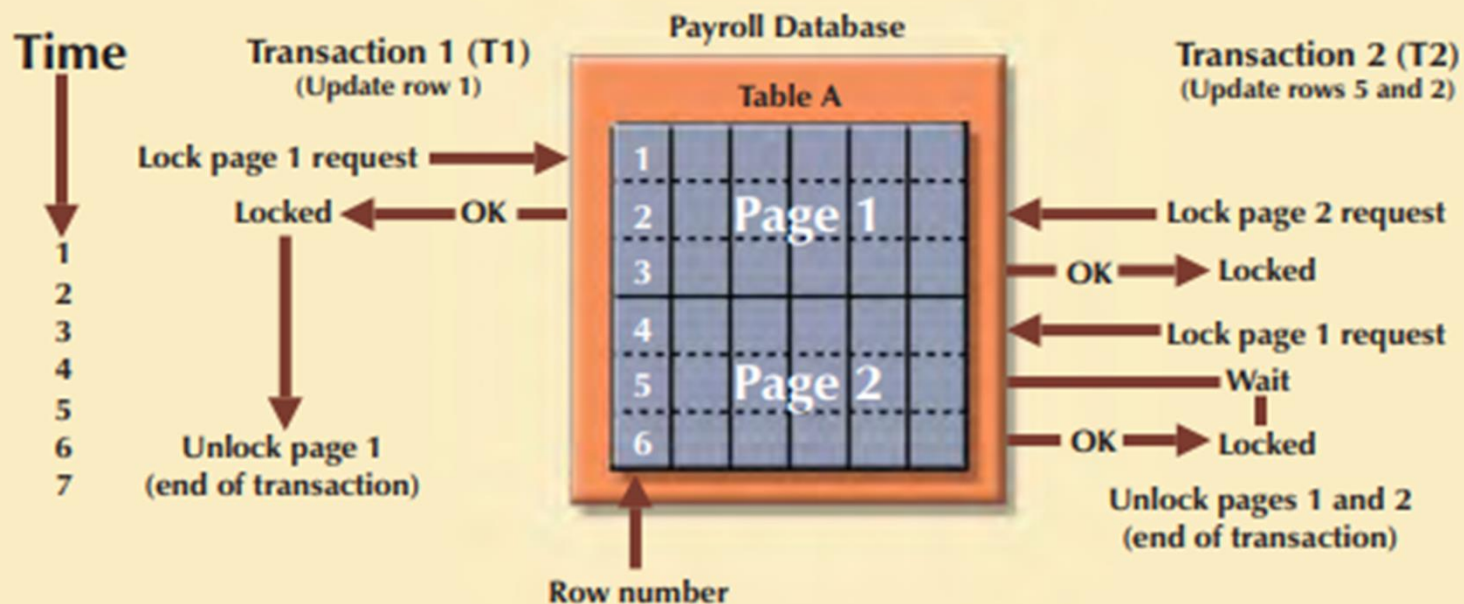 Payroll Database
Time
Transaction 1 (T1)
(Update row 1)
Transaction 2 (T2)
(Update rows 5 and 2)
Table A
Lock page 1 request
1
Locked
OK
2
Page 1
Lock page 2 request
3
OK
Locked
4
Lock page 1 request
5
Page 2
Wait
6
OK
Locked
1
2
3
4
5
6
7
Unlock page 1
(end of transaction)
Unlock pages 1 and 2
(end of transaction)
Row number